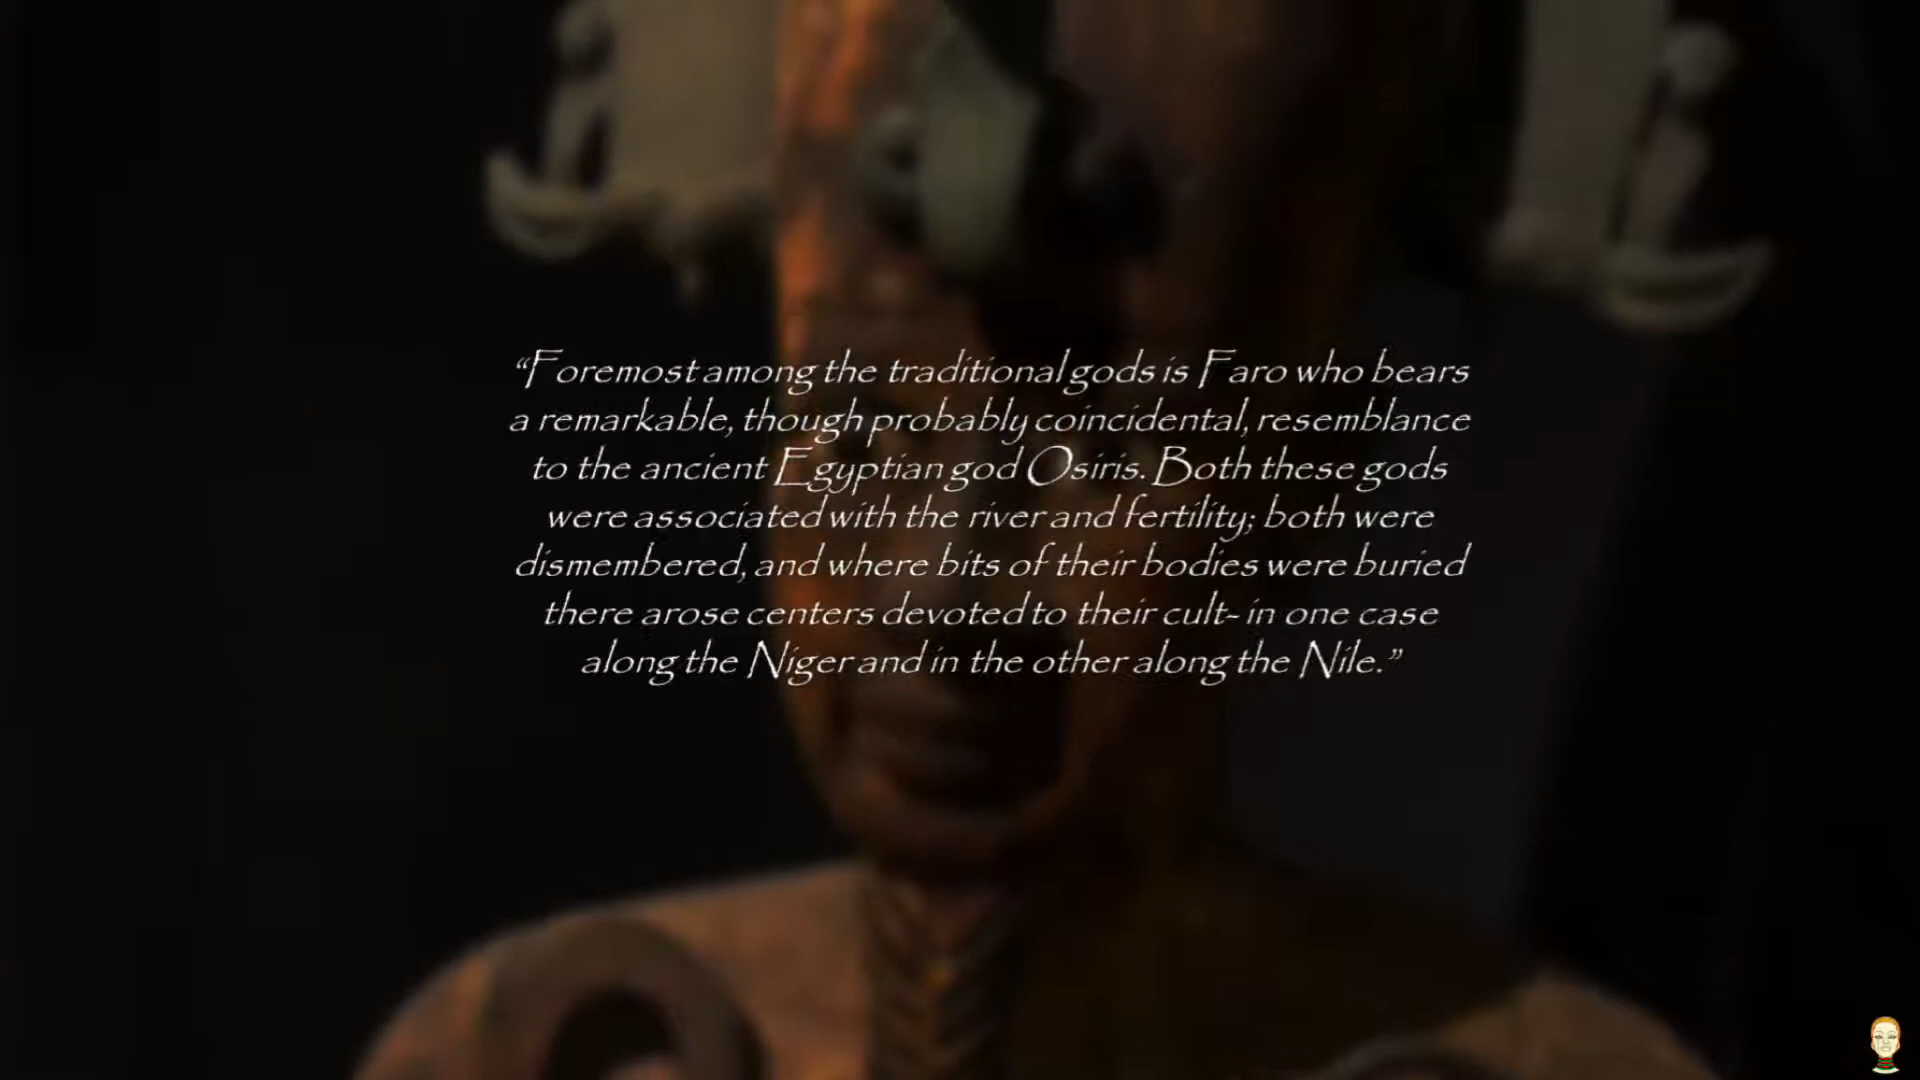 “Foremost among the traditional gods is Faro who bears
a remarkable, though probably coincidental, resemblance
to the ancient Egyptian god Osiris. Both these gods
were associated with the river and fertility; both were
dismembered, and where bits of their bodies were buried
there arose centers devoted to their cult- in one case
along the Niger and in the other along the Nile.”